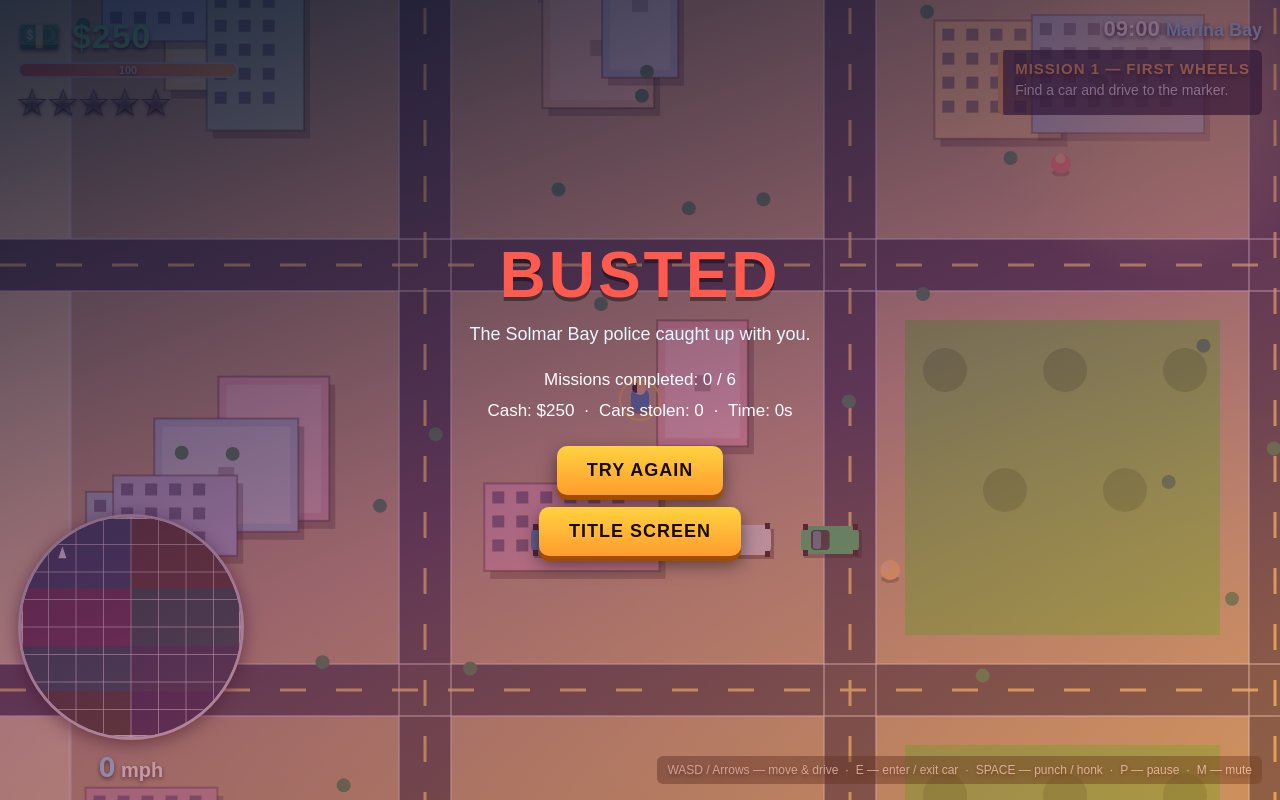 $250
100
09:00 Marina Bay
MISSION 1 — FIRST WHEELS
Find a car and drive to the marker.
BUSTED
The Solmar Bay police caught up with you.
Missions completed: 0 / 6
Cash: $250 · Cars stolen: 0 · Time: 0s
TRY AGAIN
TITLE SCREEN
0 mph
WASD / Arrows — move & drive · E — enter / exit car · SPACE — punch / honk · P — pause · M — mute